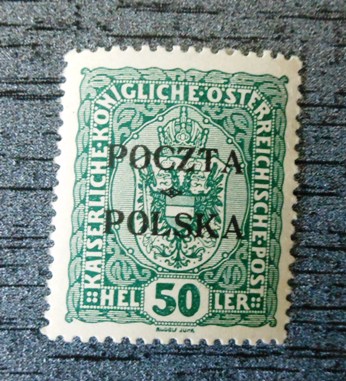 KAISERLICHE·KÖNIGLICHE·ÖSTERREICHISCHE·POST
POCZTA
POLSKA
HEL 50 LER